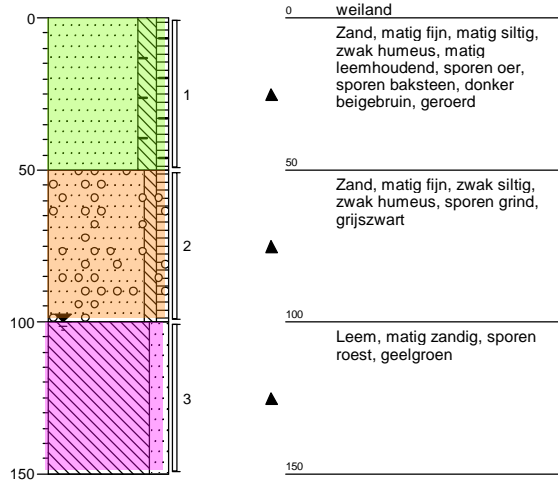 0
50
100
150
1
2
3
0
weiland
Zand, matig fijn, matig siltig,
zwak humeus, matig
leemhoudend, sporen oer,
sporen baksteen, donker
beigebruin, geroerd
50
Zand, matig fijn, zwak siltig,
zwak humeus, sporen grind,
grijszwart
100
Leem, matig zandig, sporen
roest, geelgroen
150